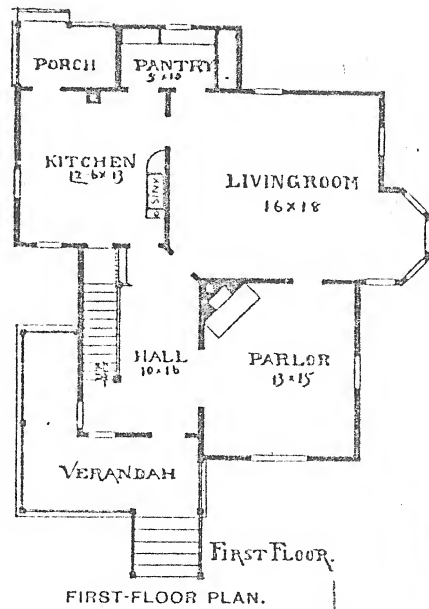 PORCH
PANTRY
5 x 10
KITCHEN
12-6 x 13
SINK
LIVINGROOM
16 x 18
HALL
10 x 16
PARLOR
13 x 15
VERANDAH
FIRST FLOOR.
FIRST-FLOOR PLAN.